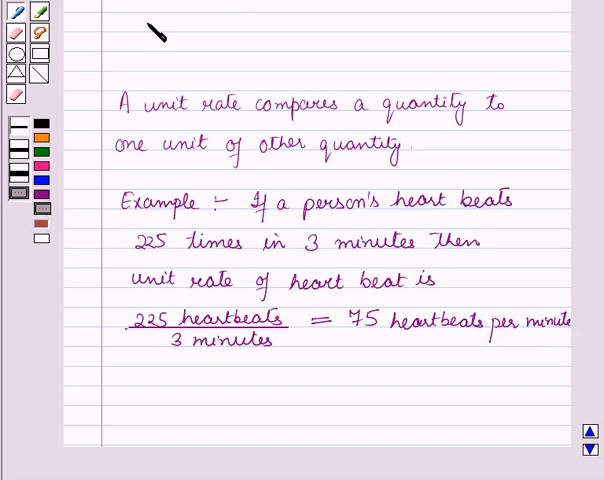 A unit rate compares a quantity to
one unit of other quantity.
Example :- If a person's heart beats
225 times in 3 minutes then
unit rate of heart beat is
225 heartbeats / 3 minutes = 75 heartbeats per minute